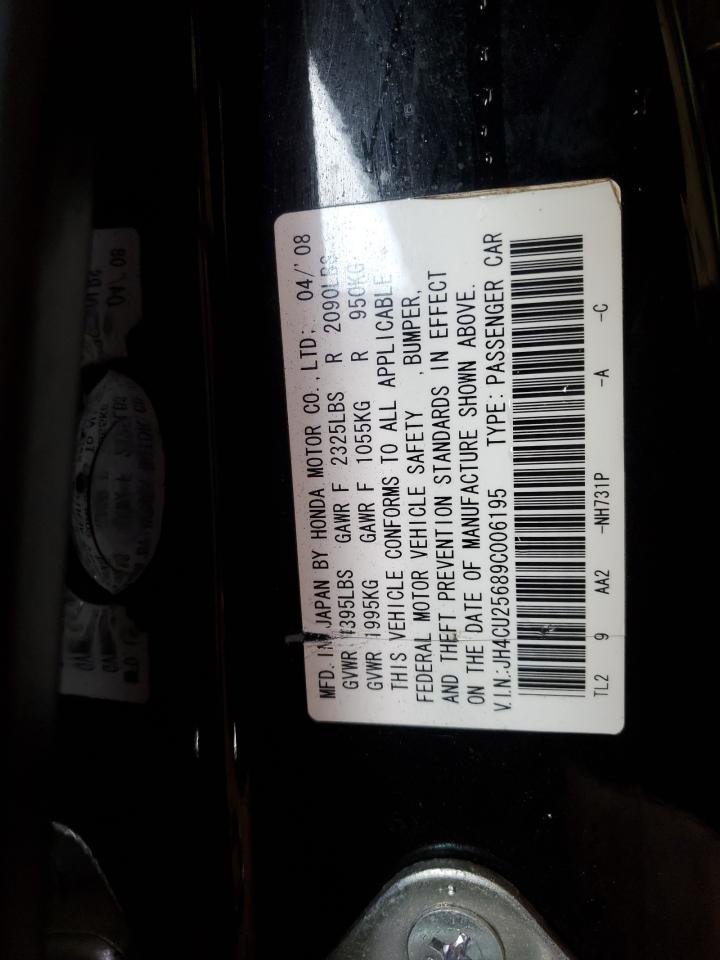 MFD. IN JAPAN BY HONDA MOTOR CO., LTD. 04/'08
GVWR 4395LBS GAWR F 2325LBS R 2090LBS
GVWR 1995KG GAWR F 1055KG R 950KG
THIS VEHICLE CONFORMS TO ALL APPLICABLE
FEDERAL MOTOR VEHICLE SAFETY ,BUMPER,
AND THEFT PREVENTION STANDARDS IN EFFECT
ON THE DATE OF MANUFACTURE SHOWN ABOVE.
V.I.N.:JH4CU25689C006195 TYPE: PASSENGER CAR
TL2 9 AA2 -NH731P -A -C
04, 08